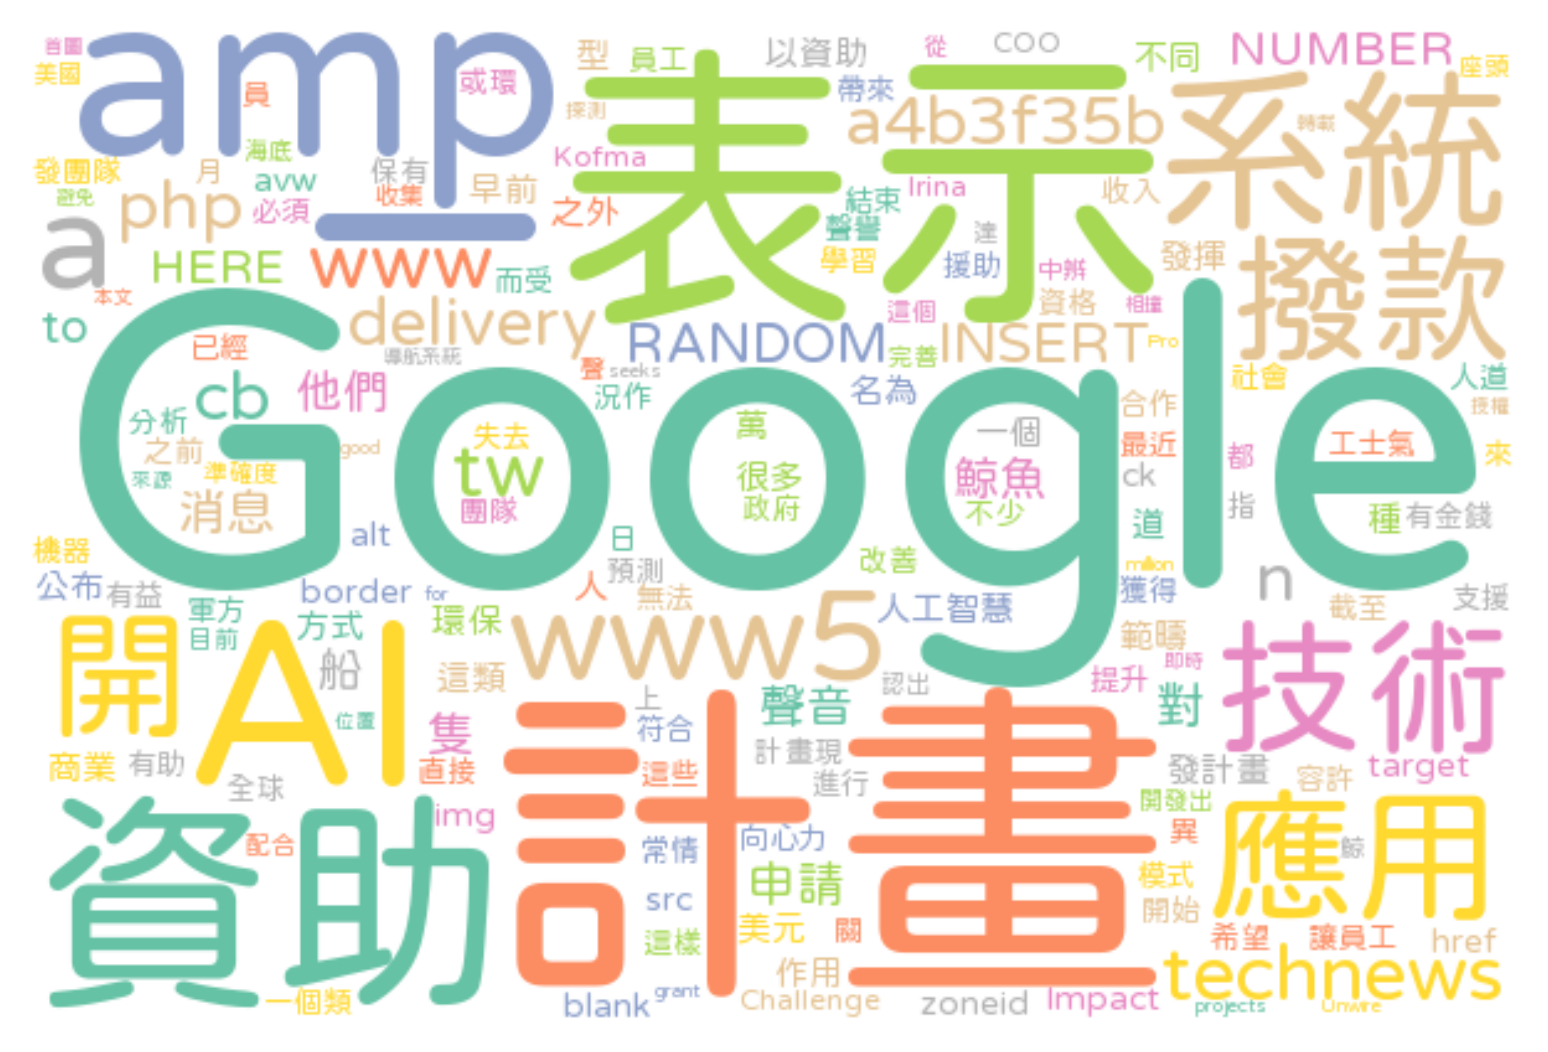 首圖
美國
amp
員
或環
型
員工
以資助
從
COO
不同
NUMBER
座頭
探測
表示
帶來
a4b3f35b
系統
轉載
發團隊
月
海底
avw
保有
收集
早前
Kofma
結束
Irina
收入
避免
php
必須
之外
聲譽
達
發揮
a
HERE
www
而受
學習
援助
中辦
資格
相撞
撥款
本文
to
delivery
這個
已經
導航系統
RANDOM
完善
INSERT
Pro
cb
他們
聲
seeks
況作
名為
社會
人道
授權
Google
分析
之前
good
失去
萬
一個
合作
最近
都
工士氣
來
來源
準確度
tw
很多
鯨魚
ck
消息
團隊
政府
不少
道
指
種
有金錢
alt
日
機器
預測
改善
million
n
公布
有益
border
for
人
無法
人工智慧
獲得
截至
支援
軍方
目前
方式
環保
www5
範疇
開
AI
船
這類
上
認出
提升
即時
技術
位置
隻
符合
聲音
對
商業
有助
直接
這些
計畫現
發計畫
容許
target
全球
計畫
進行
開發出
資助
img
配合
常情
向心力
異
鯨
應用
src
申請
模式
開始
這樣
美元
關
希望
讓員工
href
作用
technews
一個類
blank
grant
Challenge
zoneid
Impact
projects
Unwire